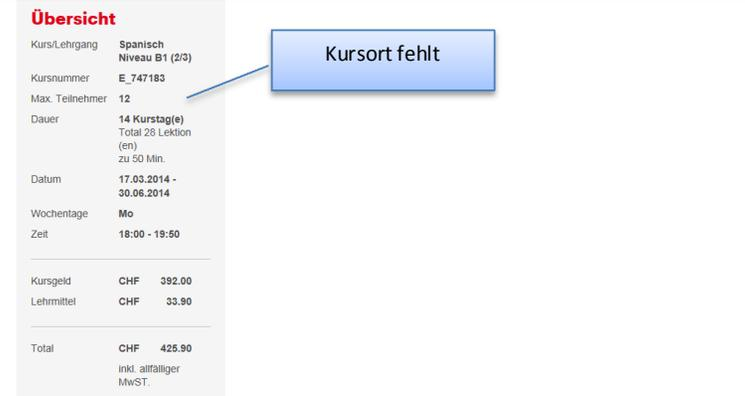 Übersicht
Kurs/Lehrgang Spanisch
Niveau B1 (2/3)
Kursnummer E_747183
Max. Teilnehmer 12
Dauer 14 Kurstag(e)
Total 28 Lektion
(en)
zu 50 Min.
Datum 17.03.2014 -
30.06.2014
Wochentage Mo
Zeit 18:00 - 19:50
Kursgeld CHF 392.00
Lehrmittel CHF 33.90
Total CHF 425.90
inkl. allfälliger
MwST.
Kursort fehlt